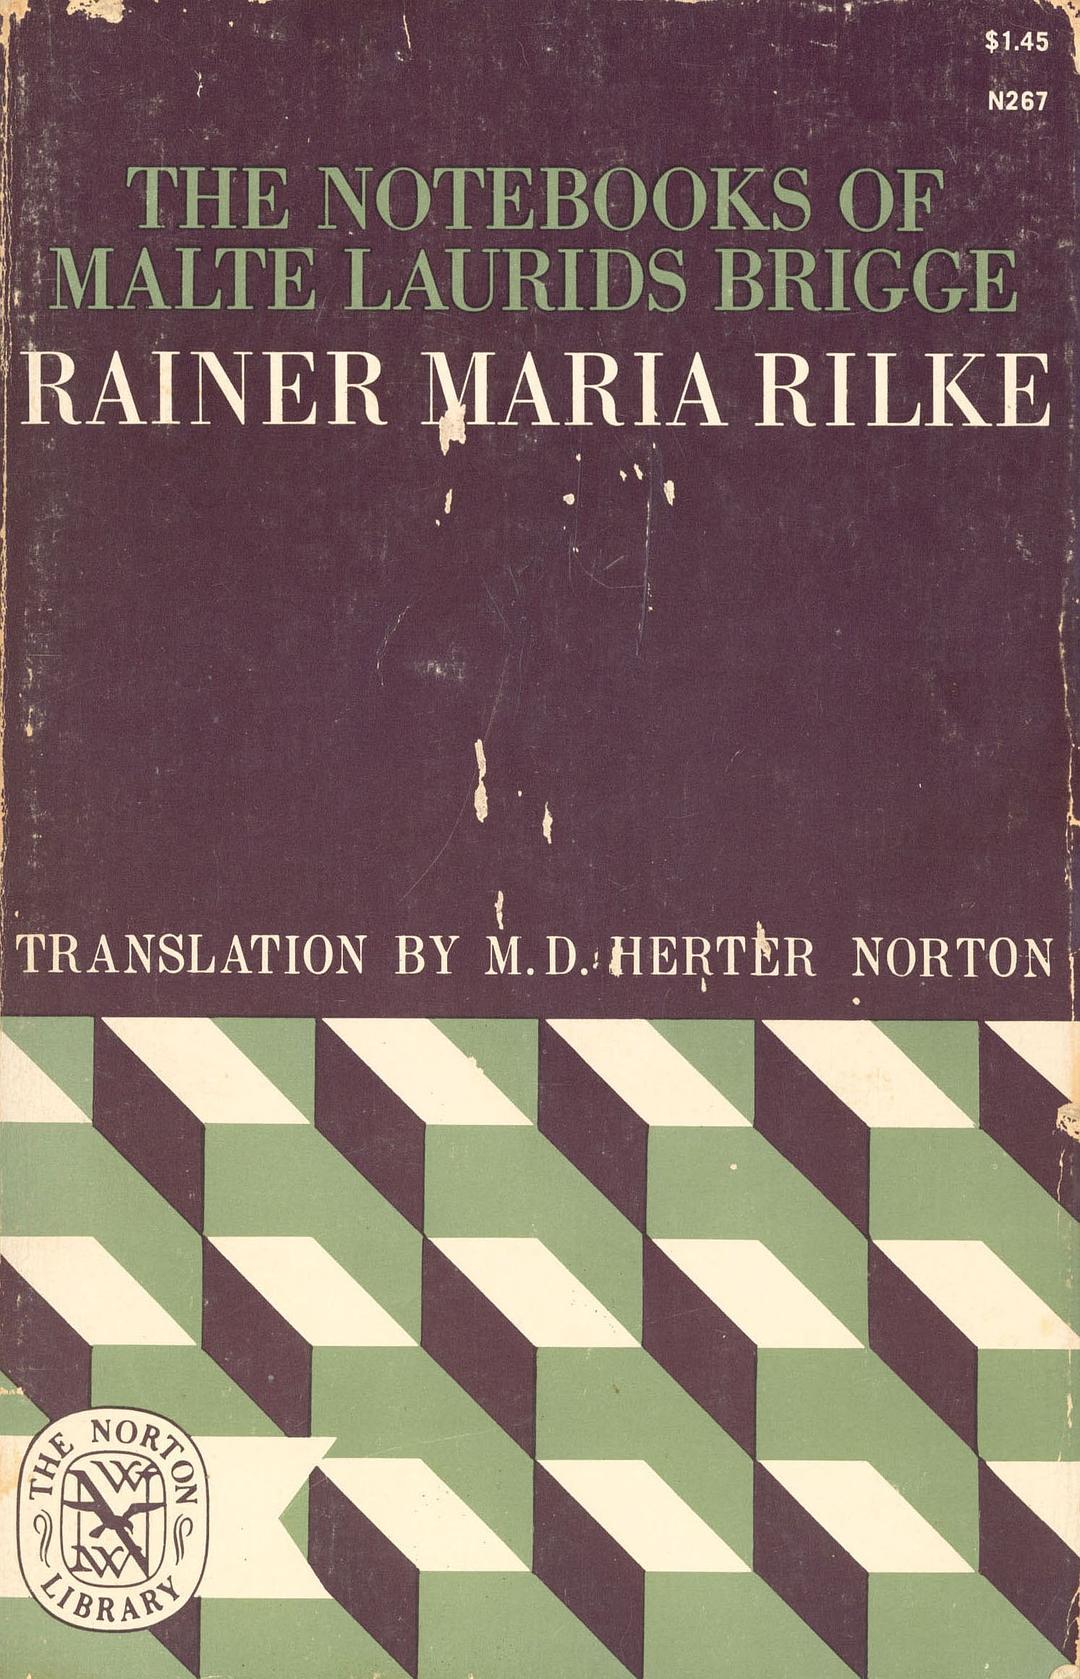 $1.45
N267
THE NOTEBOOKS OF
MALTE LAURIDS BRIGGE
RAINER MARIA RILKE
TRANSLATION BY M.D. HERTER NORTON
THE NORTON
LIBRARY